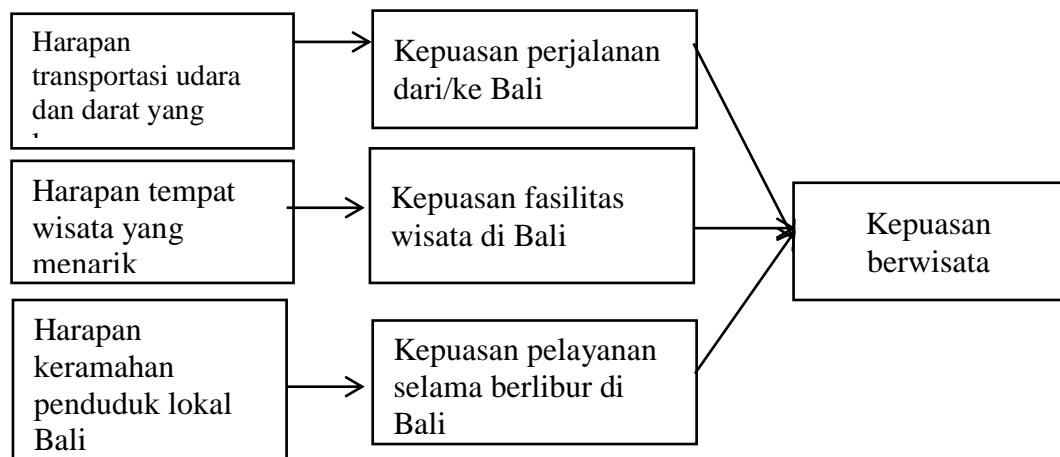 Harapan
transportasi udara
dan darat yang
Kepuasan perjalanan
dari/ke Bali
Harapan tempat
wisata yang
menarik
Kepuasan fasilitas
wisata di Bali
Kepuasan
berwisata
Harapan
keramahan
penduduk lokal
Bali
Kepuasan pelayanan
selama berlibur di
Bali